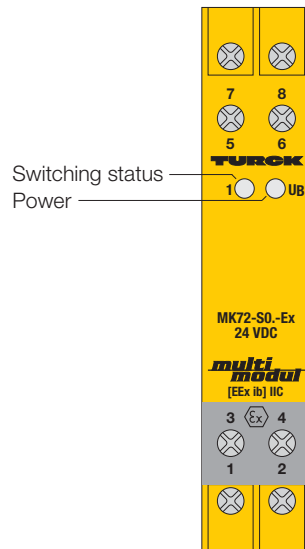 7 8
5 6
TURCK
Switching status
1 UB
Power
MK72-S0.-Ex
24 VDC
multi
modul
[EEx ib] IIC
3 εx 4
1 2